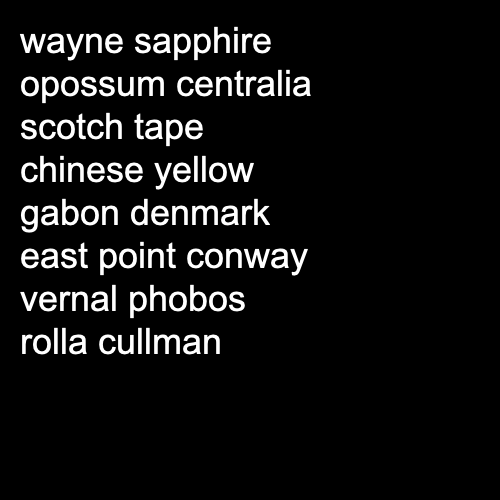 wayne sapphire
opossum centralia
scotch tape
chinese yellow
gabon denmark
east point conway
vernal phobos
rolla cullman